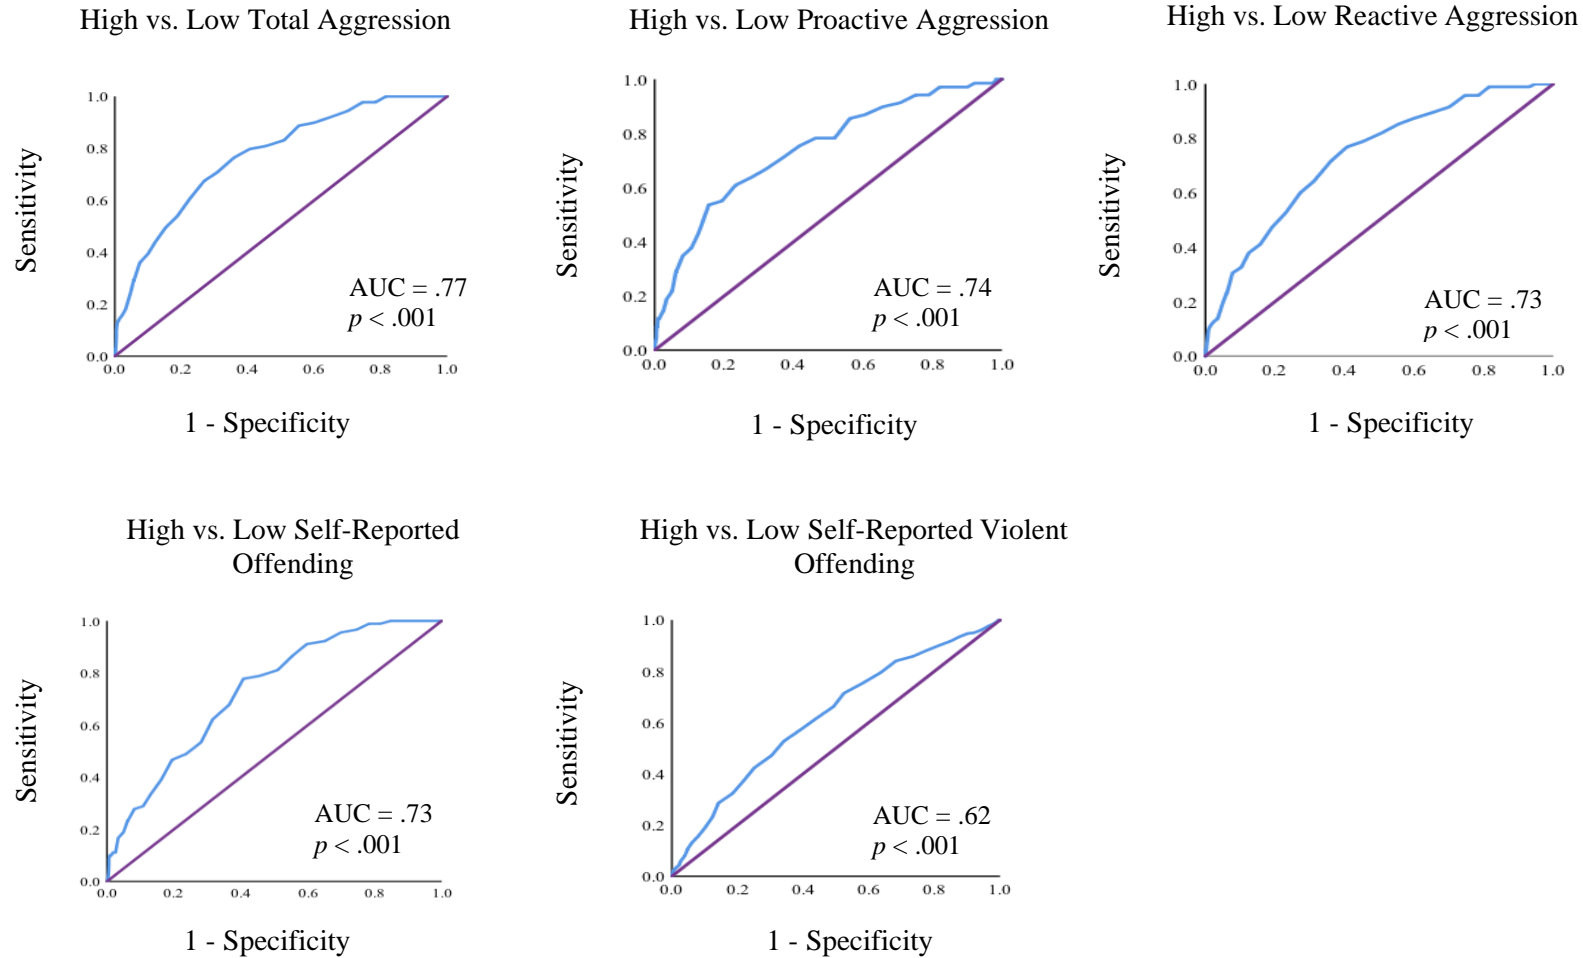 High vs. Low Total Aggression
Sensitivity
1.0
0.8
0.6
0.4
0.2
0.0
0.0 0.2 0.4 0.6 0.8 1.0
AUC = .77
p < .001
1 - Specificity
High vs. Low Proactive Aggression
Sensitivity
1.0
0.8
0.6
0.4
0.2
0.0
0.0 0.2 0.4 0.6 0.8 1.0
AUC = .74
p < .001
1 - Specificity
High vs. Low Reactive Aggression
Sensitivity
1.0
0.8
0.6
0.4
0.2
0.0
0.0 0.2 0.4 0.6 0.8 1.0
AUC = .73
p < .001
1 - Specificity
High vs. Low Self-Reported
Offending
Sensitivity
1.0
0.8
0.6
0.4
0.2
0.0
0.0 0.2 0.4 0.6 0.8 1.0
AUC = .73
p < .001
1 - Specificity
High vs. Low Self-Reported Violent
Offending
Sensitivity
1.0
0.8
0.6
0.4
0.2
0.0
0.0 0.2 0.4 0.6 0.8 1.0
AUC = .62
p < .001
1 - Specificity